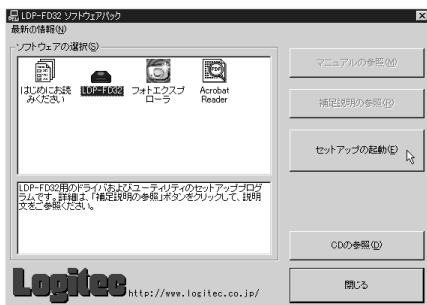 LDP-FD32 ソフトウェアパック
最新の情報(N)
ソフトウェアの選択(S)
はじめにお読
みください
LDP-FD32
フォトエクスプ
ローラ
Acrobat
Reader
マニュアルの参照(M)
補足説明の参照(R)
セットアップの起動(E)
LDP-FD32用のドライバおよびユーティリティのセットアッププログ
ラムです。詳細は、「補足説明の参照」ボタンをクリックして、説明
文をご参照ください。
CDの参照(D)
Logitec
http://www.logitec.co.jp/
閉じる